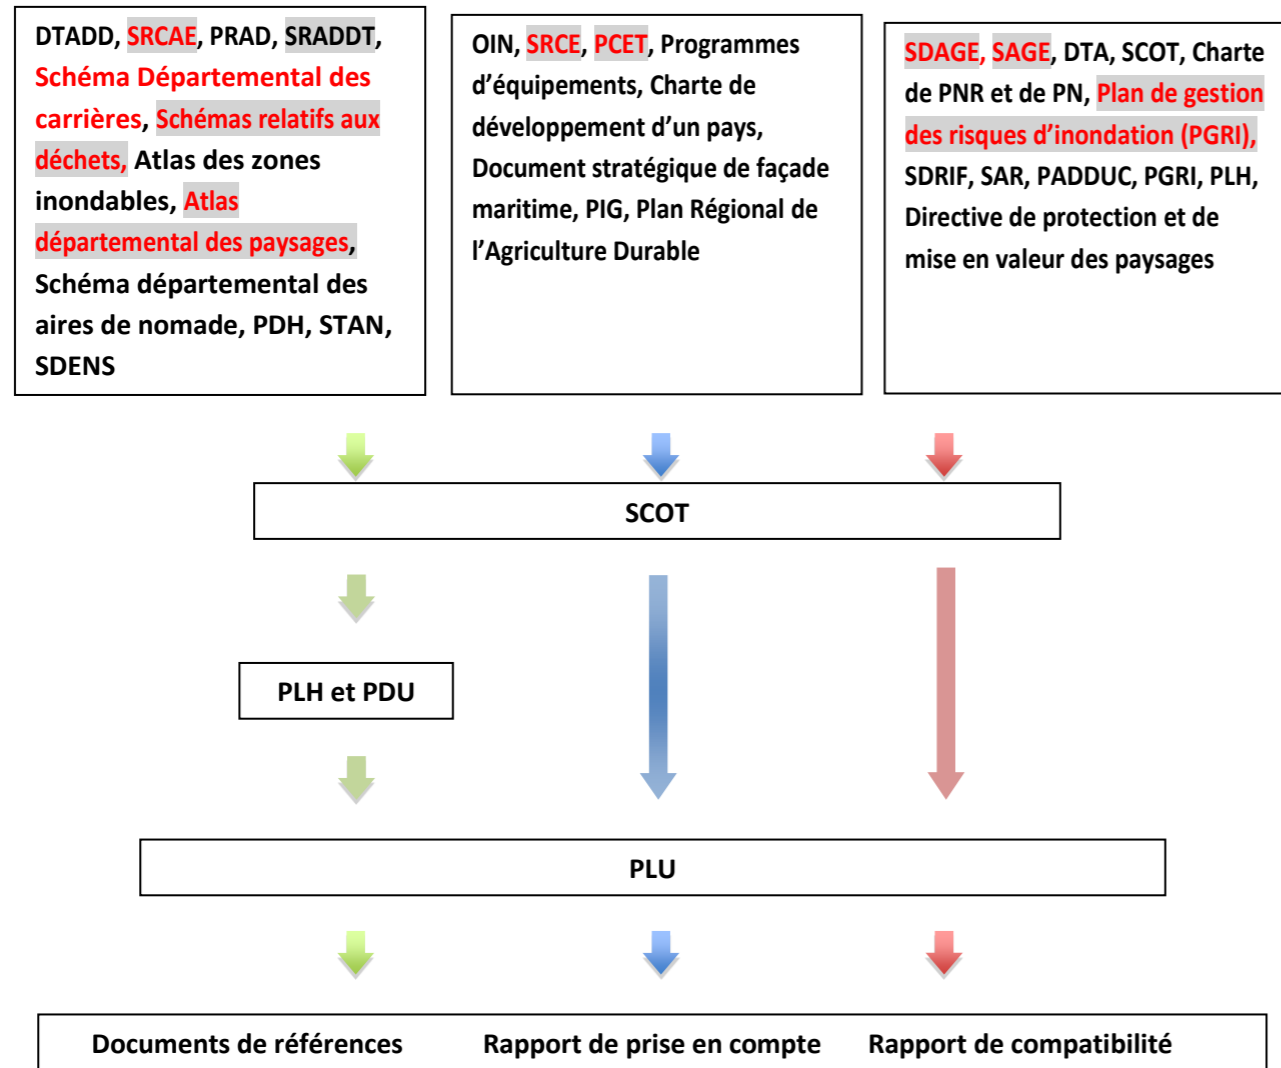 DTADD, SRCAE, PRAD, SRADDT,
Schéma Départemental des
carrières, Schémas relatifs aux
déchets, Atlas des zones
inondables, Atlas
départemental des paysages,
Schéma départemental des
aires de nomade, PDH, STAN,
SDENS
OIN, SRCE, PCET, Programmes
d’équipements, Charte de
développement d’un pays,
Document stratégique de façade
maritime, PIG, Plan Régional de
l’Agriculture Durable
SDAGE, SAGE, DTA, SCOT, Charte
de PNR et de PN, Plan de gestion
des risques d’inondation (PGRI),
SDRIF, SAR, PADDUC, PGRI, PLH,
Directive de protection et de
mise en valeur des paysages
SCOT
PLH et PDU
PLU
Documents de références Rapport de prise en compte Rapport de compatibilité